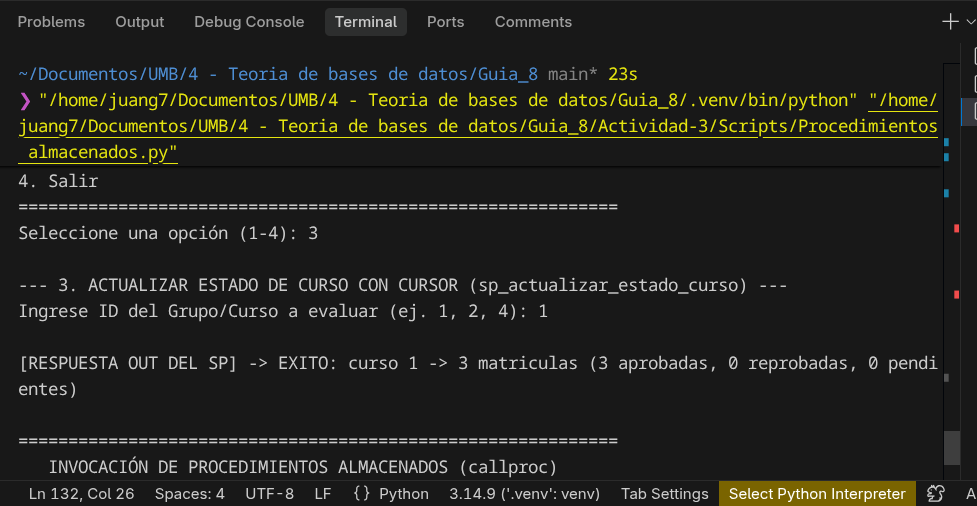 Problems Output Debug Console Terminal Ports Comments
~/Documentos/UMB/4 - Teoria de bases de datos/Guia_8 main* 23s
❯ "/home/juang7/Documentos/UMB/4 - Teoria de bases de datos/Guia_8/.venv/bin/python" "/home/
juang7/Documentos/UMB/4 - Teoria de bases de datos/Guia_8/Actividad-3/Scripts/Procedimientos
_almacenados.py"
4. Salir
============================================================
Seleccione una opción (1-4): 3
--- 3. ACTUALIZAR ESTADO DE CURSO CON CURSOR (sp_actualizar_estado_curso) ---
Ingrese ID del Grupo/Curso a evaluar (ej. 1, 2, 4): 1
[RESPUESTA OUT DEL SP] -> EXITO: curso 1 -> 3 matriculas (3 aprobadas, 0 reprobadas, 0 pendi
entes)
============================================================
INVOCACIÓN DE PROCEDIMIENTOS ALMACENADOS (callproc)
Ln 132, Col 26 Spaces: 4 UTF-8 LF {} Python 3.14.9 ('.venv': venv) Tab Settings Select Python Interpreter A